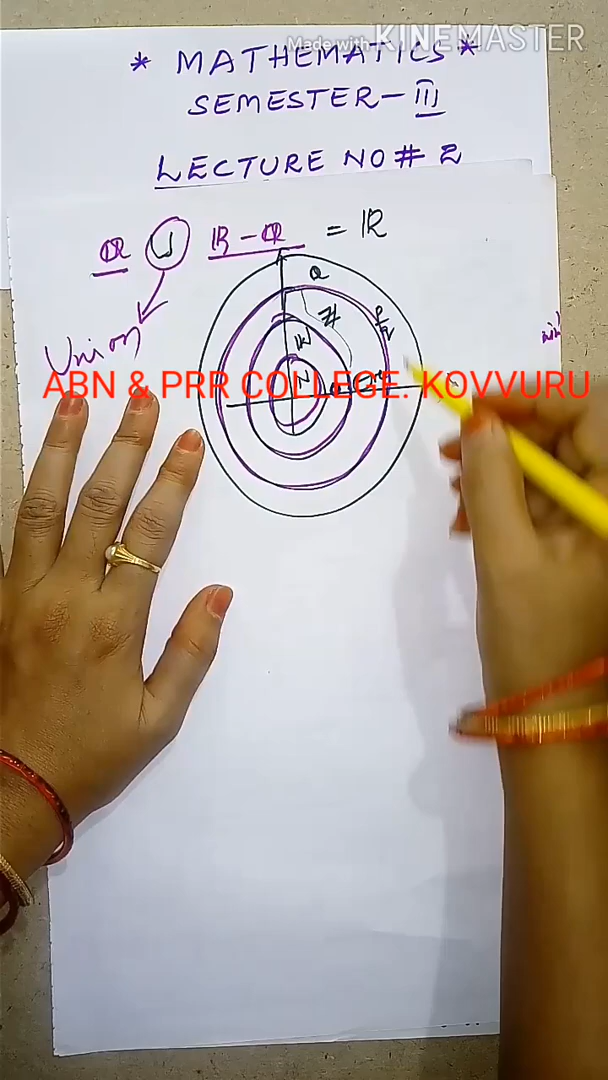 Made with KINEMASTER
* MATHEMATICS *
SEMESTER - III
LECTURE NO # 2
ℚ ∪ ℝ - ℚ = ℝ
Union
Q
Z
p/q
W
N
ABN & PRR COLLEGE. KOVVURU